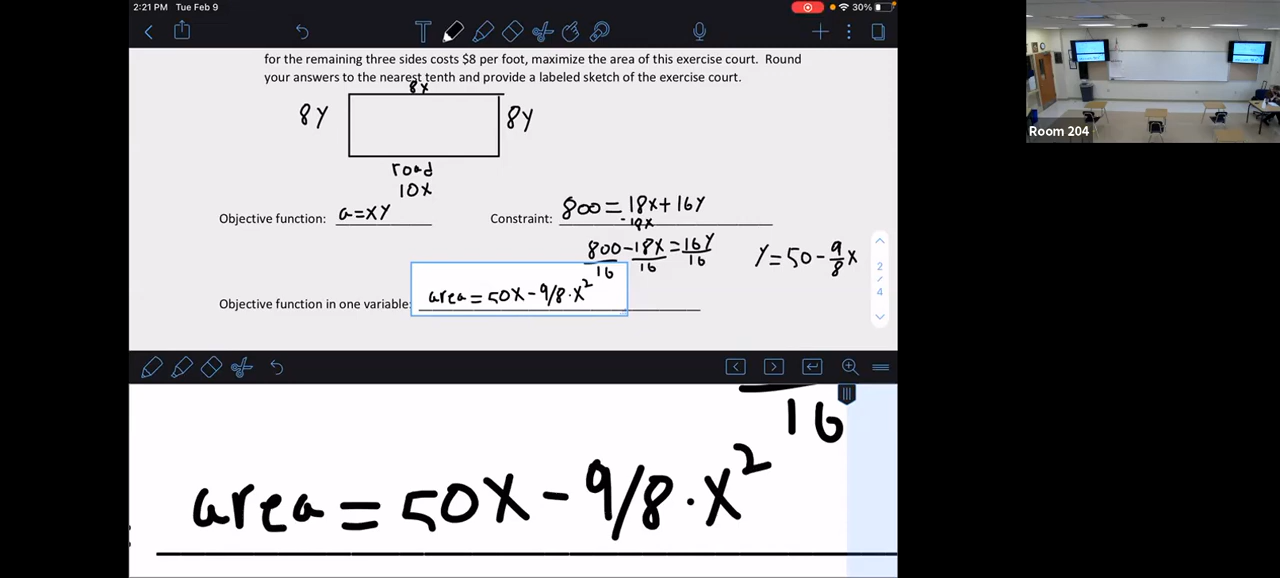 2:21 PM Tue Feb 9
30%
for the remaining three sides costs $8 per foot, maximize the area of this exercise court. Round
your answers to the nearest tenth and provide a labeled sketch of the exercise court.
8x
8Y
8Y
road
10x
Objective function: a=xY
Constraint: 800=18x+16Y
-18x
800-18x=16Y
16 16 16
Y=50-9/8x
Objective function in one variable: area=50x-9/8·x²
2
/
4
16
area=50x-9/8·x²
Room 204